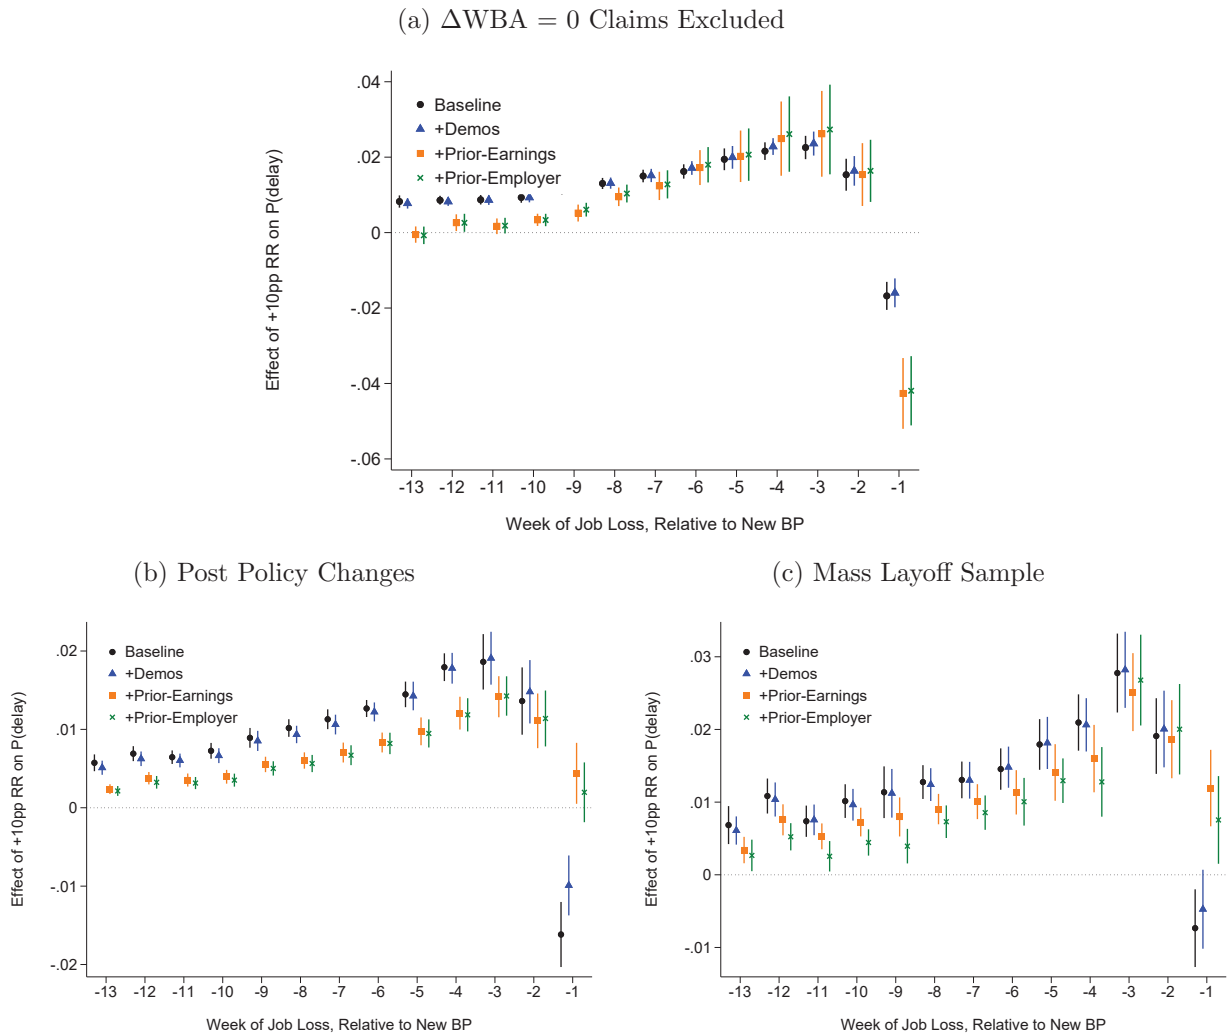 (a) ΔWBA = 0 Claims Excluded
Effect of +10pp RR on P(delay)
.04
.02
0
-.02
-.04
-.06
Baseline
+Demos
+Prior-Earnings
+Prior-Employer
-13 -12 -11 -10 -9 -8 -7 -6 -5 -4 -3 -2 -1
Week of Job Loss, Relative to New BP
(b) Post Policy Changes
Effect of +10pp RR on P(delay)
.02
.01
0
-.01
-.02
Baseline
+Demos
+Prior-Earnings
+Prior-Employer
-13 -12 -11 -10 -9 -8 -7 -6 -5 -4 -3 -2 -1
Week of Job Loss, Relative to New BP
(c) Mass Layoff Sample
Effect of +10pp RR on P(delay)
.03
.02
.01
0
-.01
Baseline
+Demos
+Prior-Earnings
+Prior-Employer
-13 -12 -11 -10 -9 -8 -7 -6 -5 -4 -3 -2 -1
Week of Job Loss, Relative to New BP